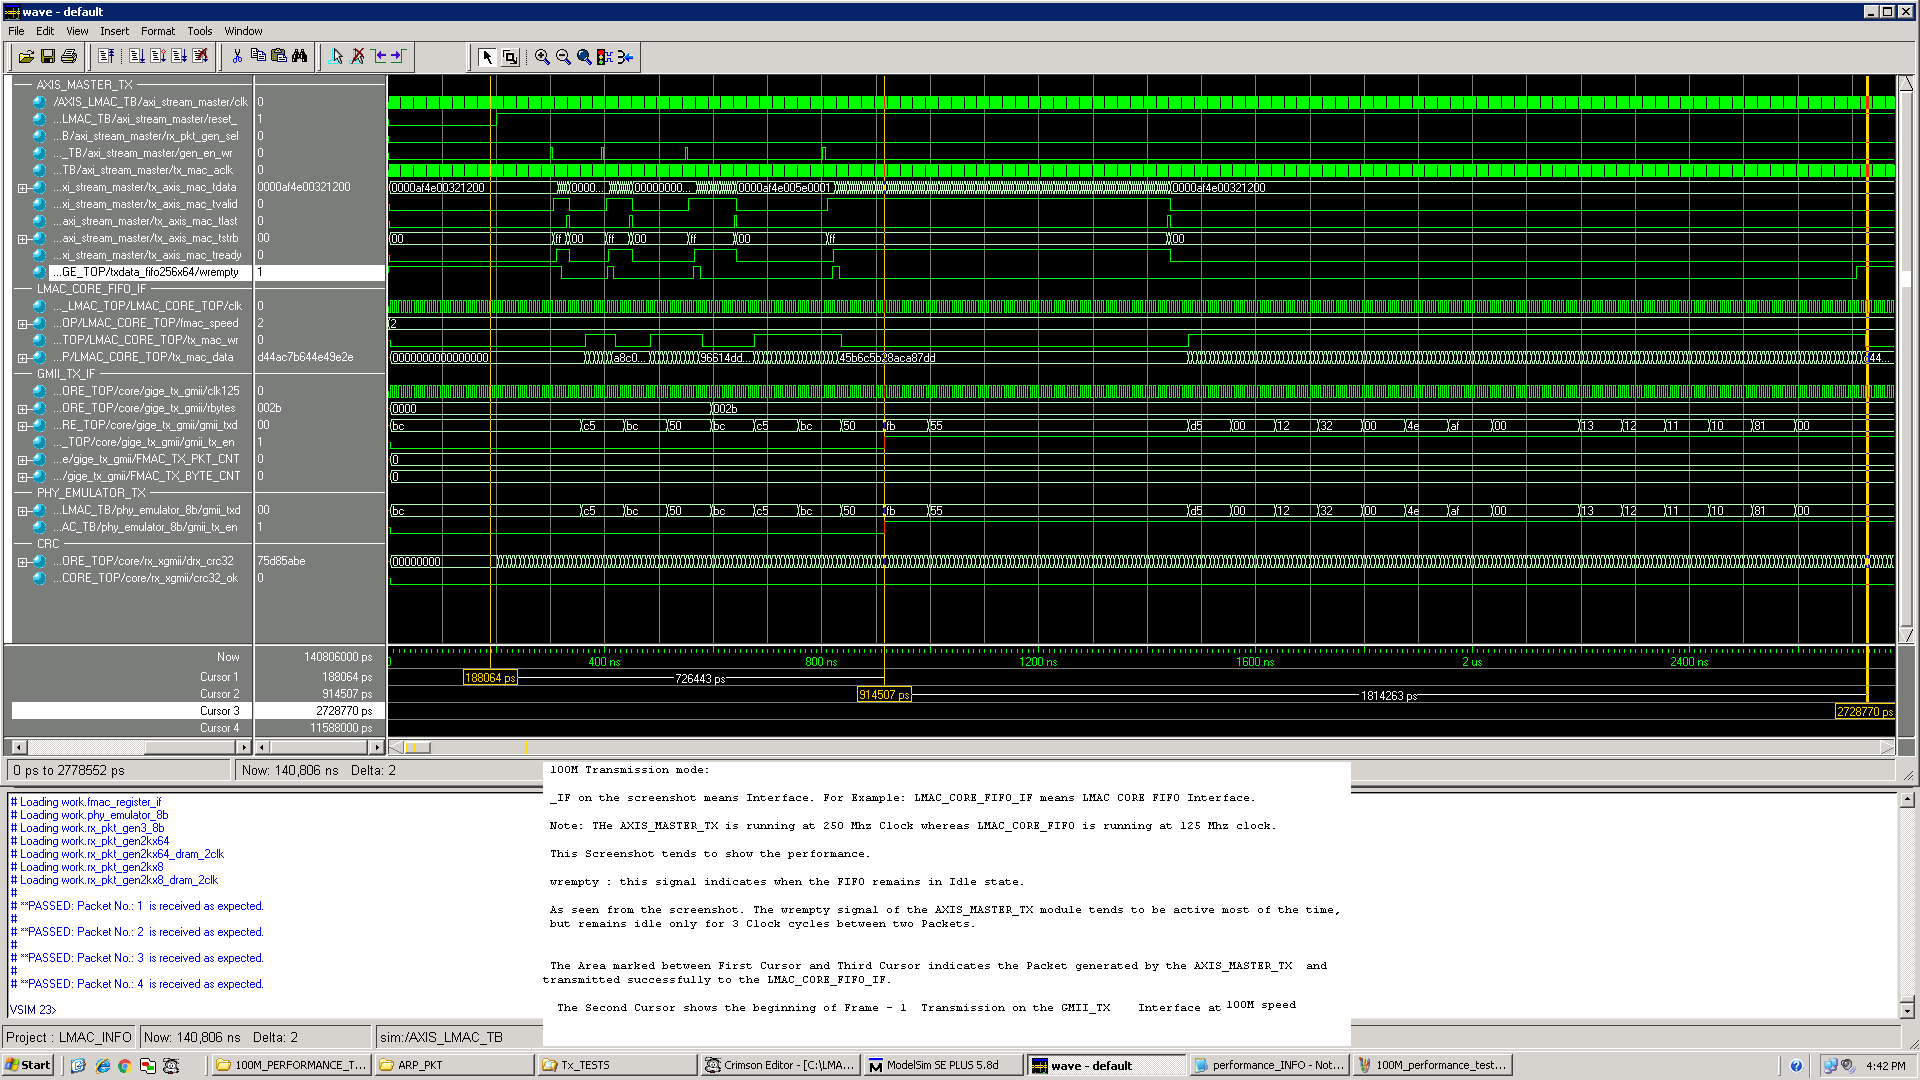 wave - default
File Edit View Insert Format Tools Window
AXIS_MASTER_TX
/AXIS_LMAC_TB/axi_stream_master/clk 0
...LMAC_TB/axi_stream_master/reset_ 1
...B/axi_stream_master/rx_pkt_gen_sel 0
..._TB/axi_stream_master/gen_en_wr 0
...TB/axi_stream_master/tx_mac_aclk 0
...xi_stream_master/tx_axis_mac_tdata 0000af4e00321200 0000af4e00321200 0000... 00000000... 0000af4e005e0001 0000af4e00321200
...xi_stream_master/tx_axis_mac_tvalid 0
...axi_stream_master/tx_axis_mac_tlast 0
...axi_stream_master/tx_axis_mac_tstrb 00 00 ff 00 ff 00 ff 00 ff 00
...xi_stream_master/tx_axis_mac_tready 0
...GE_TOP/txdata_fifo256x64/wrempty 1
LMAC_CORE_FIFO_IF
..._LMAC_TOP/LMAC_CORE_TOP/clk 0
...OP/LMAC_CORE_TOP/fmac_speed 2 2
...TOP/LMAC_CORE_TOP/tx_mac_wr 0
...P/LMAC_CORE_TOP/tx_mac_data d44ac7b644e49e2e 0000000000000000 a8c0... 96614dd... 45b6c5b28aca87dd d44...
GMII_TX_IF
...ORE_TOP/core/gige_tx_gmii/clk125 0
...ORE_TOP/core/gige_tx_gmii/rbytes 002b 0000 002b
...RE_TOP/core/gige_tx_gmii/gmii_txd 00 bc c5 bc 50 bc c5 bc 50 fb 55 d5 00 12 32 00 4e af 00 13 12 11 10 81 00
..._TOP/core/gige_tx_gmii/gmii_tx_en 1
...e/gige_tx_gmii/FMAC_TX_PKT_CNT 0 0
.../gige_tx_gmii/FMAC_TX_BYTE_CNT 0 0
PHY_EMULATOR_TX
...LMAC_TB/phy_emulator_8b/gmii_txd 00 bc c5 bc 50 bc c5 bc 50 fb 55 d5 00 12 32 00 4e af 00 13 12 11 10 81 00
...AC_TB/phy_emulator_8b/gmii_tx_en 1
CRC
...ORE_TOP/core/rx_xgmii/drx_crc32 75d85abe 00000000
...CORE_TOP/core/rx_xgmii/crc32_ok 0
Now 140806000 ps 400 ns 800 ns 1200 ns 1600 ns 2 us 2400 ns
Cursor 1 188064 ps 188064 ps 726443 ps
Cursor 2 914507 ps 914507 ps 1814263 ps
Cursor 3 2728770 ps 2728770 ps
Cursor 4 11588000 ps
0 ps to 2778552 ps Now: 140,806 ns Delta: 2
# Loading work.fmac_register_if
# Loading work.phy_emulator_8b
# Loading work.rx_pkt_gen3_8b
# Loading work.rx_pkt_gen2kx64
# Loading work.rx_pkt_gen2kx64_dram_2clk
# Loading work.rx_pkt_gen2kx8
# Loading work.rx_pkt_gen2kx8_dram_2clk
#
# **PASSED: Packet No.: 1 is received as expected.
#
# **PASSED: Packet No.: 2 is received as expected.
#
# **PASSED: Packet No.: 3 is received as expected.
#
# **PASSED: Packet No.: 4 is received as expected.
VSIM 23>
100M Transmission mode:
_IF on the screenshot means Interface. For Example: LMAC_CORE_FIFO_IF means LMAC CORE FIFO Interface.
Note: THe AXIS_MASTER_TX is running at 250 Mhz Clock whereas LMAC_CORE_FIFO is running at 125 Mhz clock.
This Screenshot tends to show the performance.
wrempty : this signal indicates when the FIFO remains in Idle state.
As seen from the screenshot. The wrempty signal of the AXIS_MASTER_TX module tends to be active most of the time,
but remains idle only for 3 Clock cycles between two Packets.
The Area marked between First Cursor and Third Cursor indicates the Packet generated by the AXIS_MASTER_TX and
transmitted successfully to the LMAC_CORE_FIFO_IF.
The Second Cursor shows the beginning of Frame - 1 Transmission on the GMII_TX Interface at 100M speed
Project : LMAC_INFO Now: 140,806 ns Delta: 2 sim:/AXIS_LMAC_TB
Start 100M_PERFORMANCE_T... ARP_PKT Tx_TESTS Crimson Editor - [C:\LMA... ModelSim SE PLUS 5.8d wave - default performance_INFO - Not... 100M_performance_test... 4:42 PM